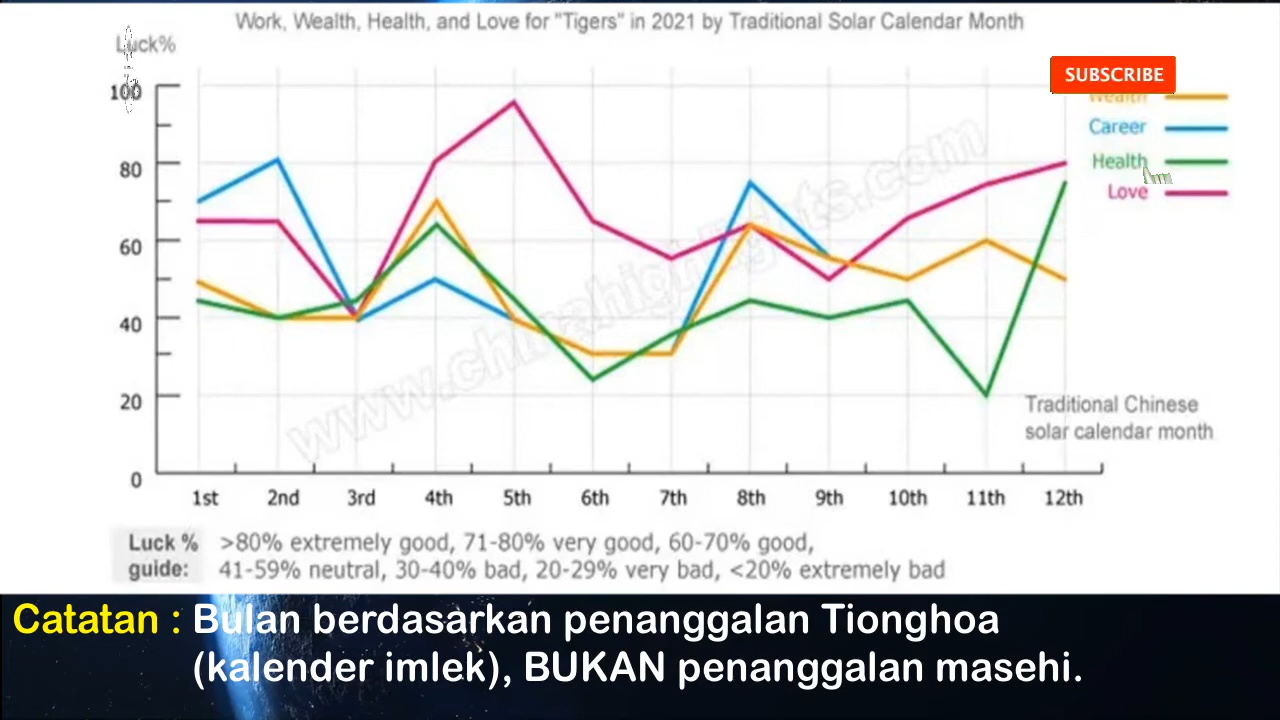 Work, Wealth, Health, and Love for "Tigers" in 2021 by Traditional Solar Calendar Month
Luck%
SUBSCRIBE
Wealth
Career
Health
Love
100
80
60
40
20
0
www.chinahighlights.com
Traditional Chinese
solar calendar month
1st 2nd 3rd 4th 5th 6th 7th 8th 9th 10th 11th 12th
Luck % >80% extremely good, 71-80% very good, 60-70% good,
guide: 41-59% neutral, 30-40% bad, 20-29% very bad, <20% extremely bad
Catatan : Bulan berdasarkan penanggalan Tionghoa
(kalender imlek), BUKAN penanggalan masehi.